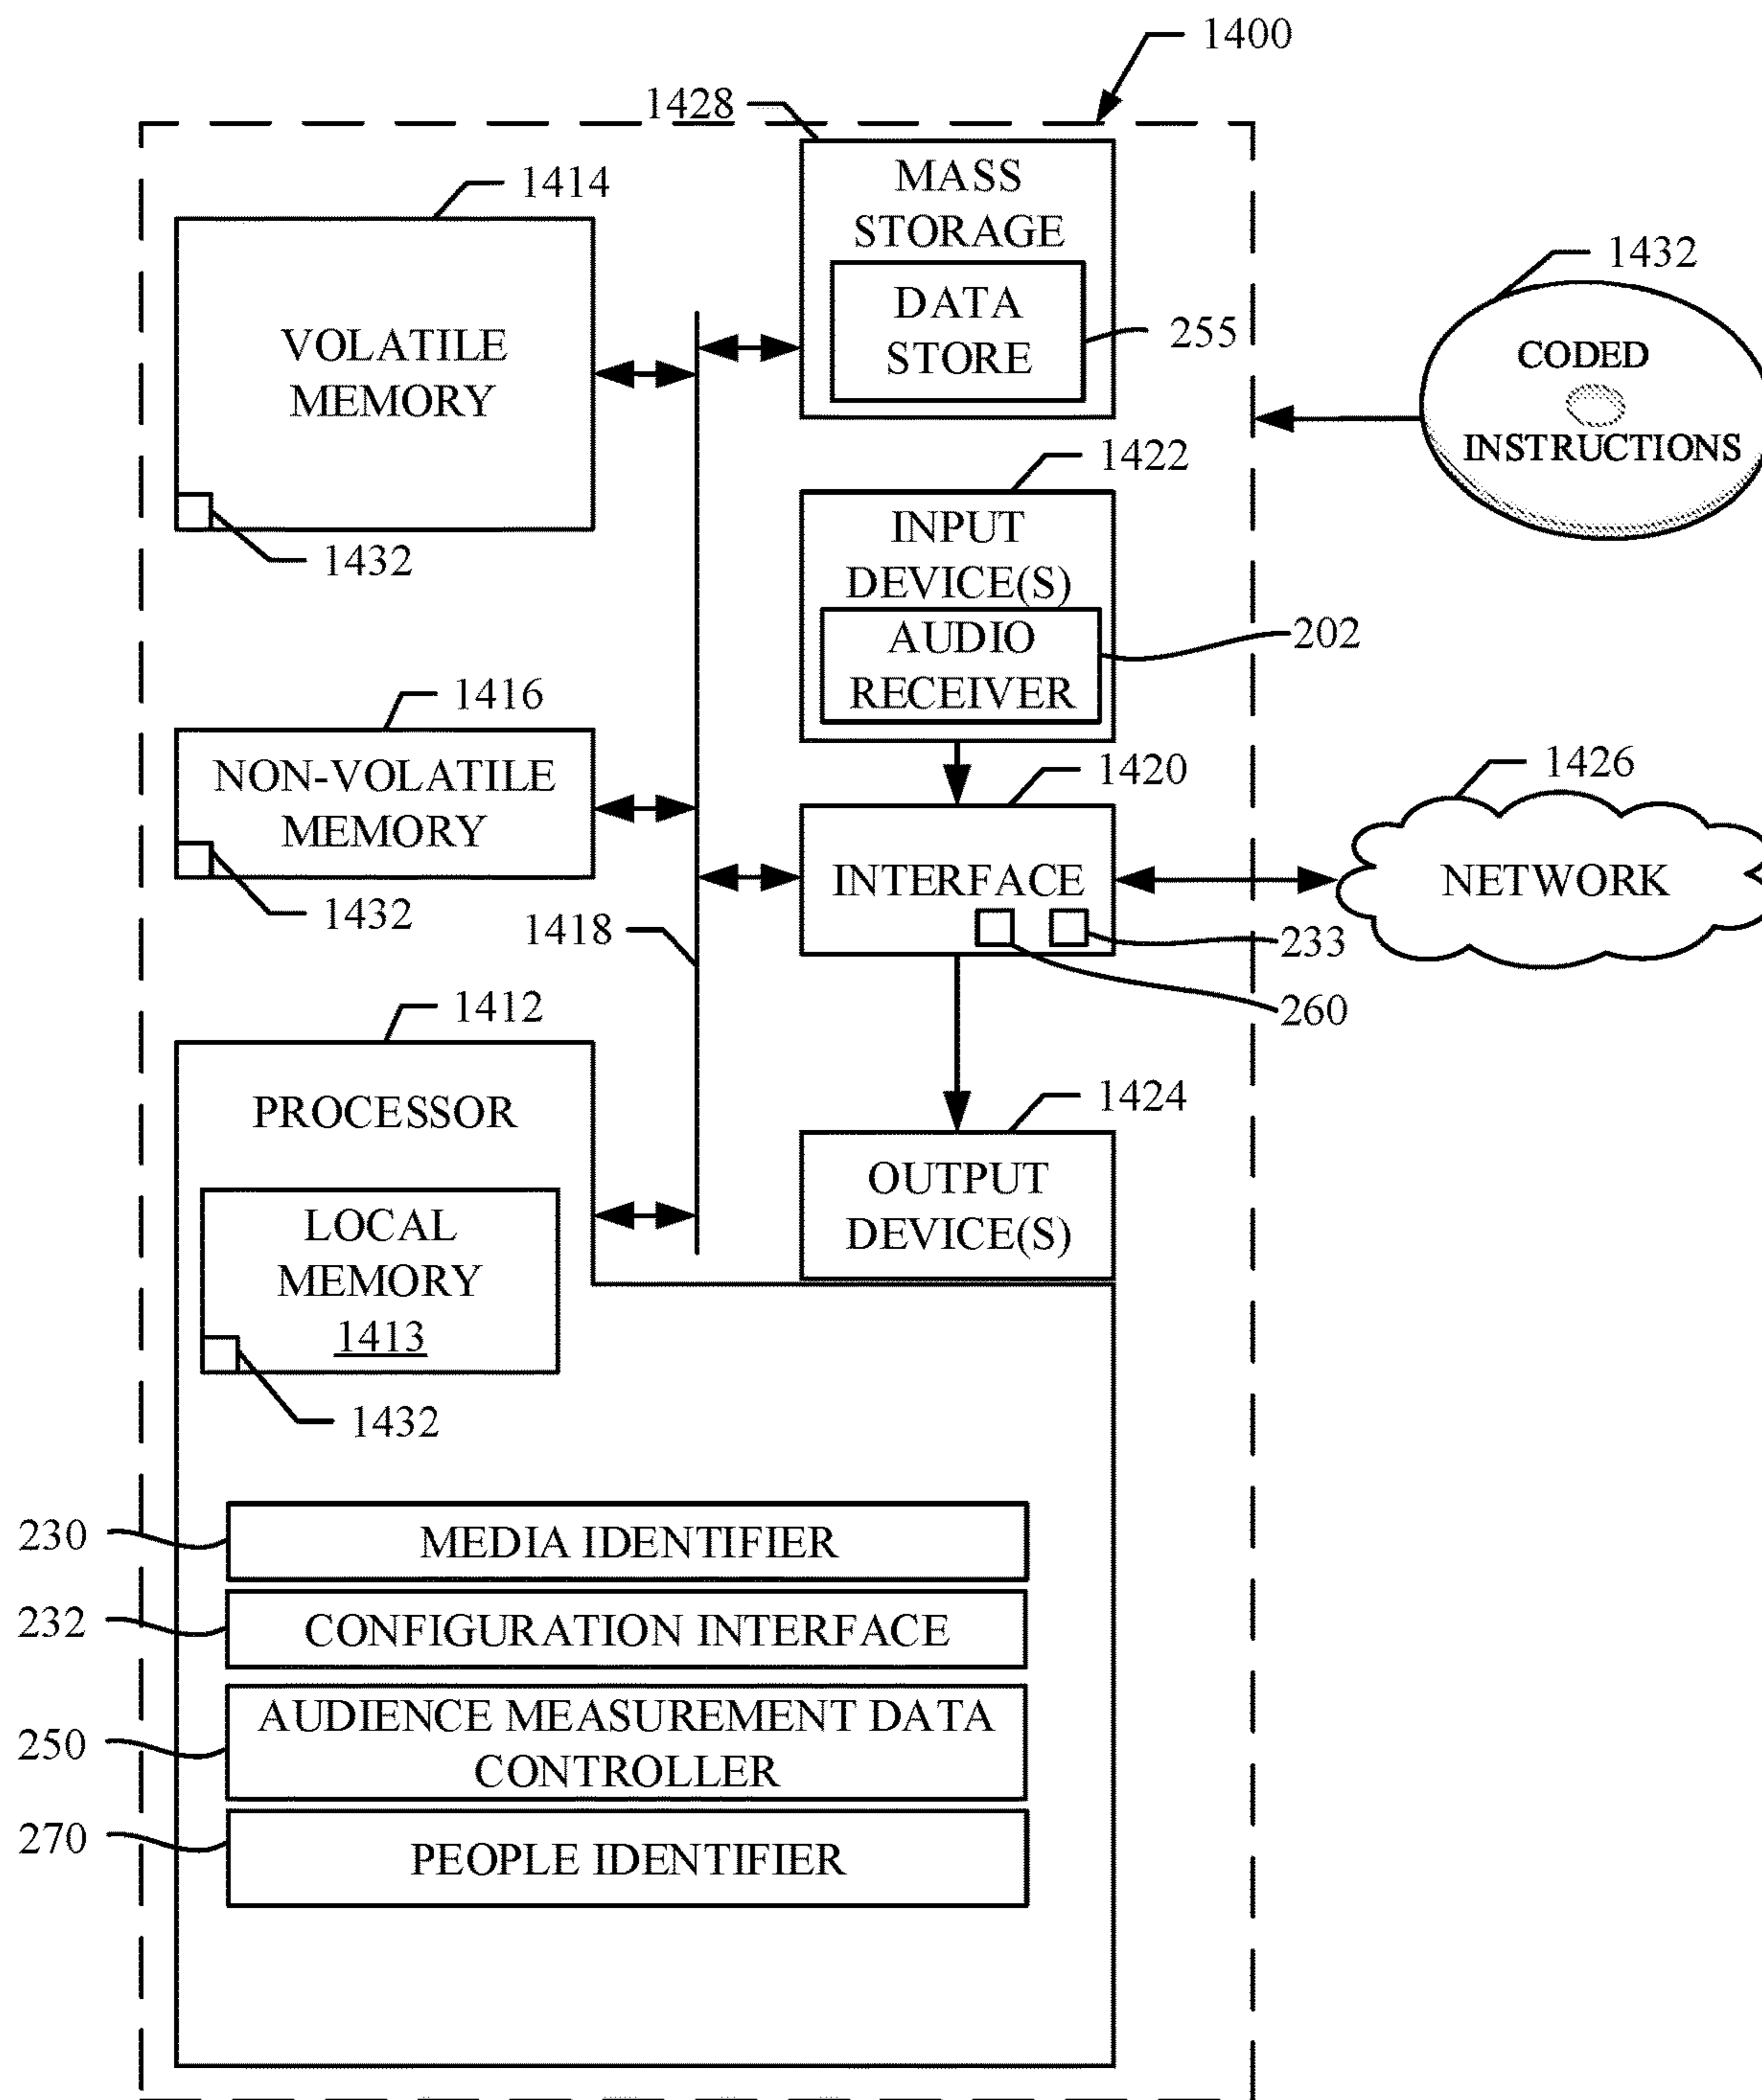 1400
1428
MASS
STORAGE
DATA
STORE
255
1414
VOLATILE
MEMORY
1432
1432
CODED
INSTRUCTIONS
1422
INPUT
DEVICE(S)
AUDIO
RECEIVER
202
1416
NON-VOLATILE
MEMORY
1432
1418
1420
INTERFACE
233
260
1426
NETWORK
1412
PROCESSOR
LOCAL
MEMORY
1413
1432
1424
OUTPUT
DEVICE(S)
230
MEDIA IDENTIFIER
232
CONFIGURATION INTERFACE
250
AUDIENCE MEASUREMENT DATA
CONTROLLER
270
PEOPLE IDENTIFIER